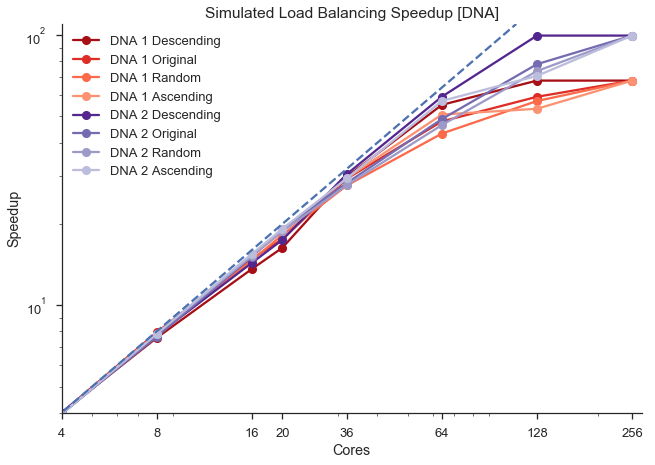 Simulated Load Balancing Speedup [DNA]
10²
DNA 1 Descending
DNA 1 Original
DNA 1 Random
DNA 1 Ascending
DNA 2 Descending
DNA 2 Original
DNA 2 Random
DNA 2 Ascending
Speedup
10¹
4 8 16 20 36 64 128 256
Cores